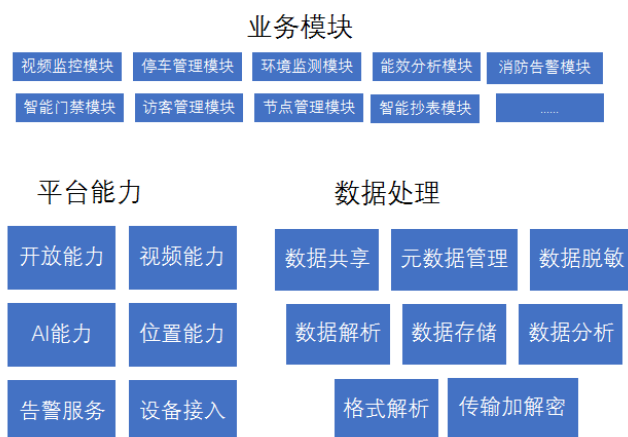 业务模块
视频监控模块 停车管理模块 环境监测模块 能效分析模块 消防告警模块
智能门禁模块 访客管理模块 节点管理模块 智能抄表模块 ......
平台能力
开放能力 视频能力
AI能力 位置能力
告警服务 设备接入
数据处理
数据共享 元数据管理 数据脱敏
数据解析 数据存储 数据分析
格式解析 传输加解密